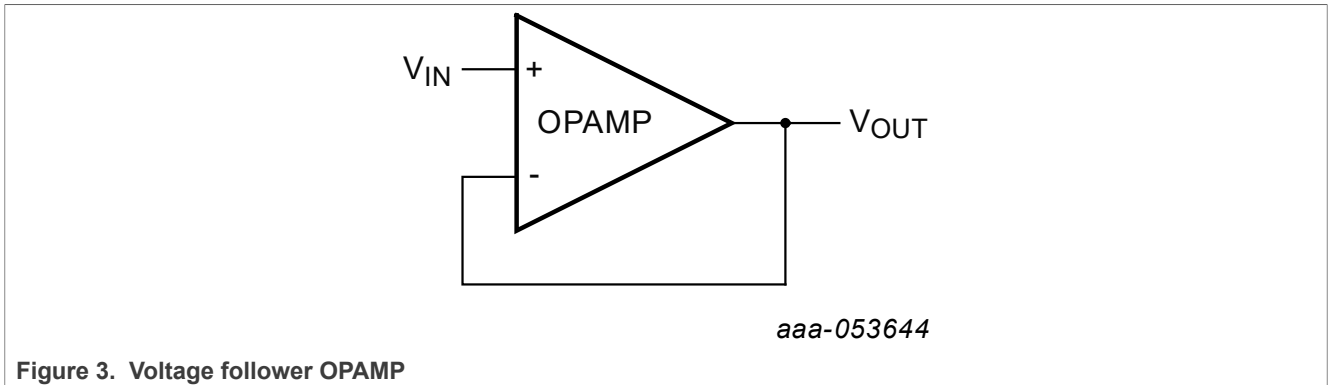 V_IN
+
OPAMP
V_OUT
-
aaa-053644
Figure 3. Voltage follower OPAMP